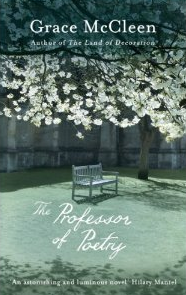 Grace McCleen
Author of The Land of Decoration
The Professor
of Poetry
'An astonishing and luminous novel' Hilary Mantel